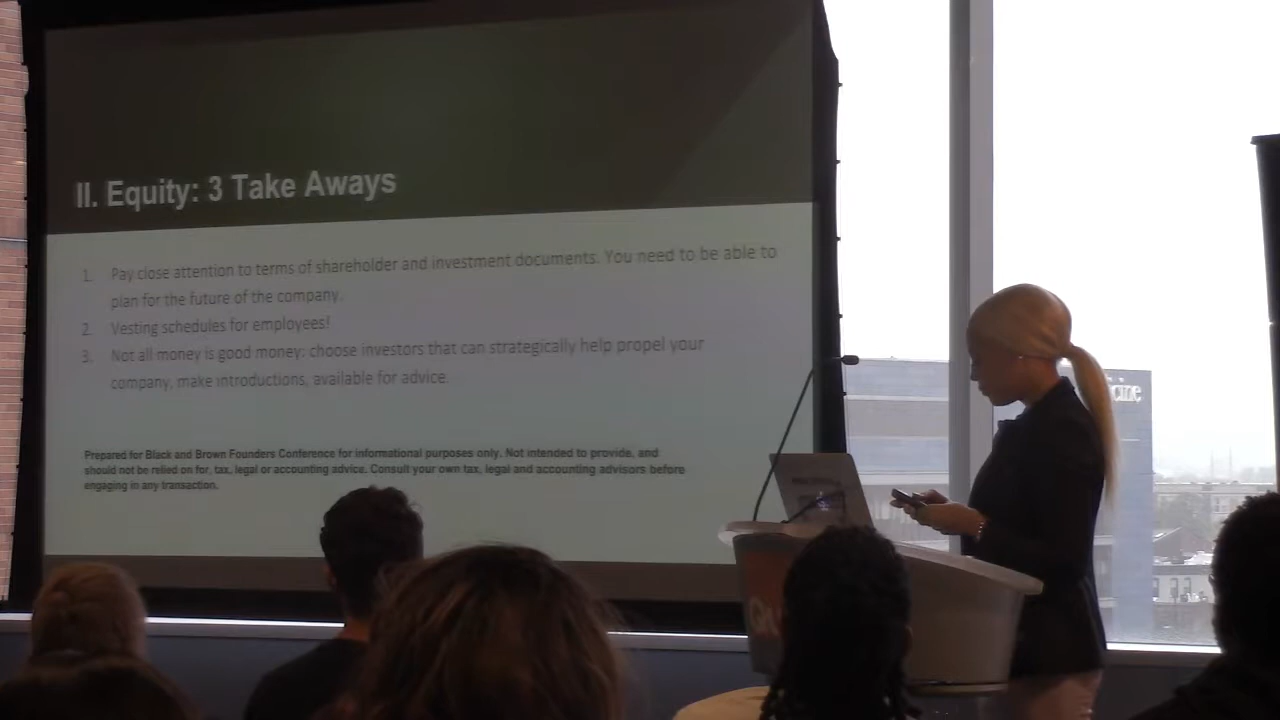 II. Equity: 3 Take Aways
1. Pay close attention to terms of shareholder and investment documents. You need to be able to
plan for the future of the company.
2. Vesting schedules for employees!
3. Not all money is good money: choose investors that can strategically help propel your
company, make introductions, available for advice.
Prepared for Black and Brown Founders Conference for informational purposes only. Not intended to provide, and
should not be relied on for, tax, legal or accounting advice. Consult your own tax, legal and accounting advisors before
engaging in any transaction.